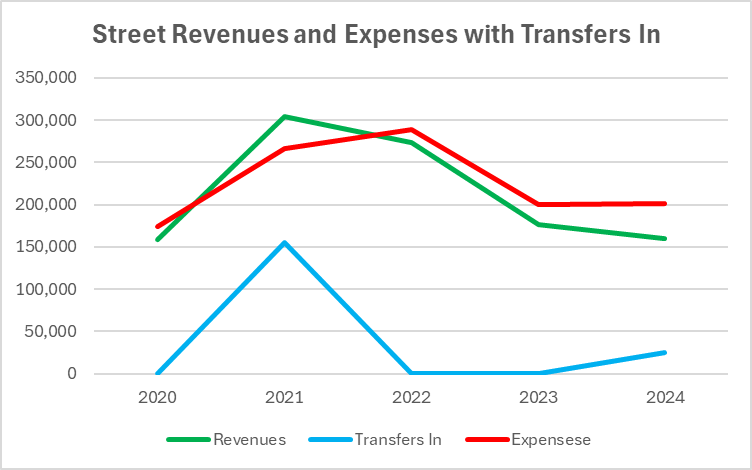 Street Revenues and Expenses with Transfers In
350,000
300,000
250,000
200,000
150,000
100,000
50,000
0
2020 2021 2022 2023 2024
Revenues Transfers In Expensese